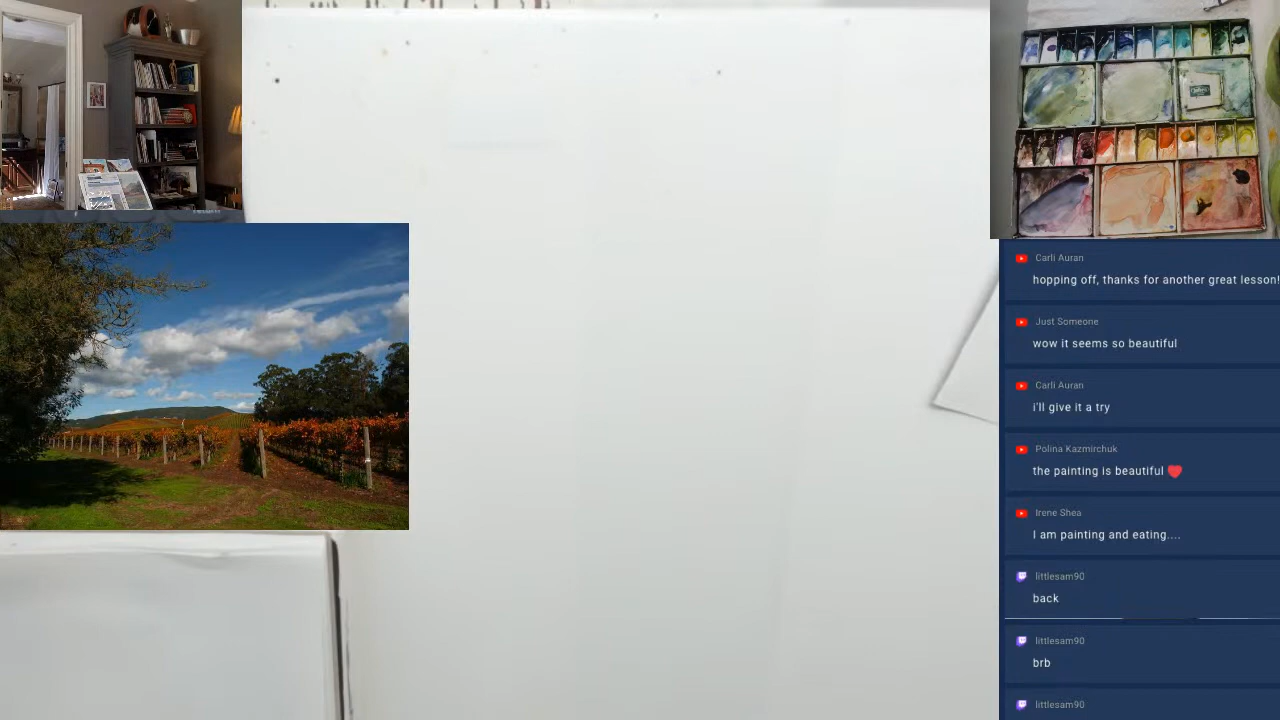 Carli Auran
hopping off, thanks for another great lesson!
Just Someone
wow it seems so beautiful
Carli Auran
i'll give it a try
Polina Kazmirchuk
the painting is beautiful ❤
Irene Shea
I am painting and eating....
littlesam90
back
littlesam90
brb
littlesam90